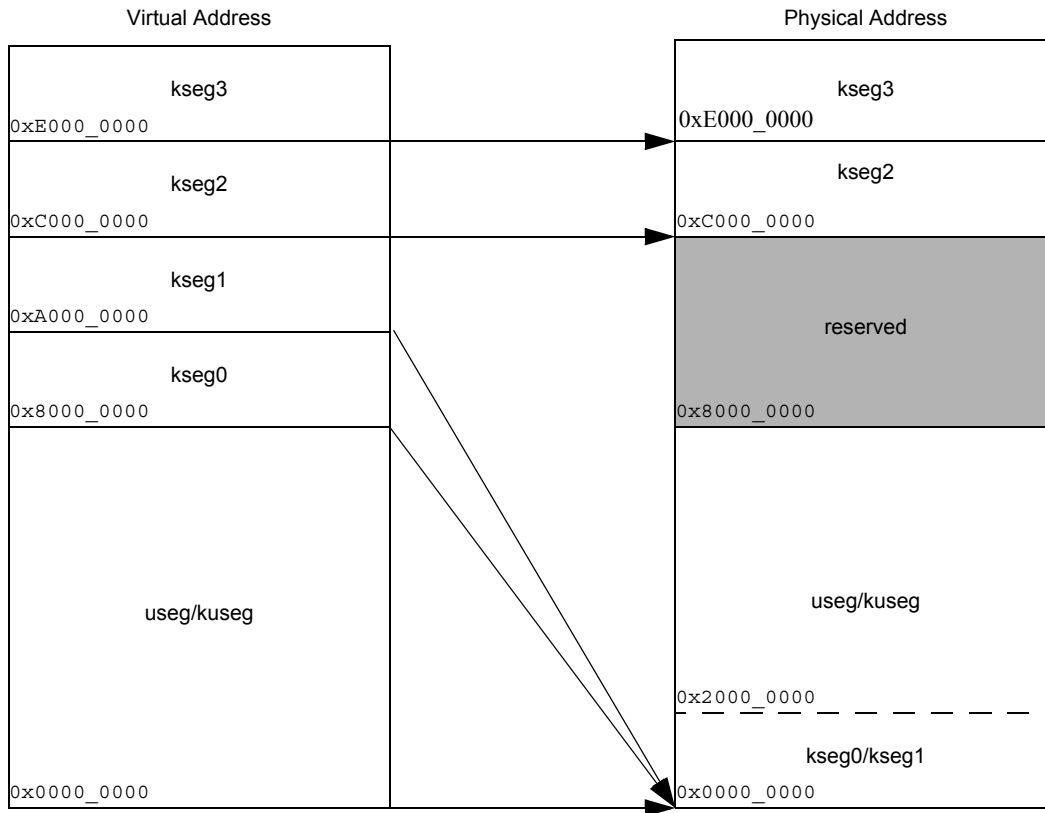 Virtual Address
kseg3
0xE000_0000
kseg2
0xC000_0000
kseg1
0xA000_0000
kseg0
0x8000_0000
useg/kuseg
0x0000_0000
Physical Address
kseg3
0xE000_0000
kseg2
0xC000_0000
reserved
0x8000_0000
useg/kuseg
0x2000_0000
kseg0/kseg1
0x0000_0000